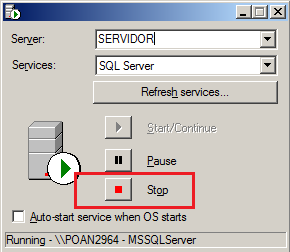 Server: SERVIDOR
Services: SQL Server
Refresh services...
Start/Continue
Pause
Stop
Auto-start service when OS starts
Running - \\POAN2964 - MSSQLServer